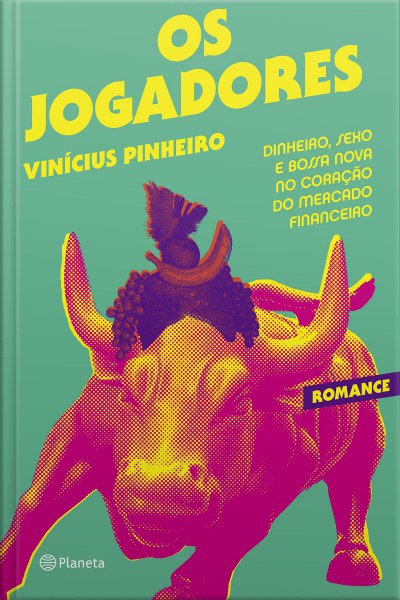 OS
JOGADORES
VINÍCIUS PINHEIRO
DINHEIRO, SEXO
E BOSSA NOVA
NO CORAÇÃO
DO MERCADO
FINANCEIRO
ROMANCE
Planeta